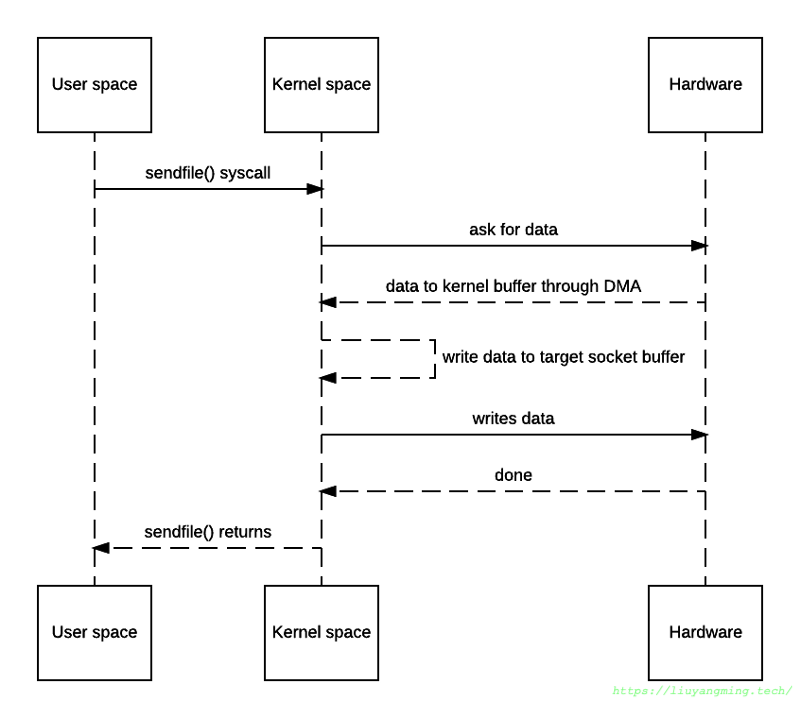 User space
Kernel space
Hardware
sendfile() syscall
ask for data
data to kernel buffer through DMA
write data to target socket buffer
writes data
done
sendfile() returns
User space
Kernel space
Hardware
https://liuyangming.tech/